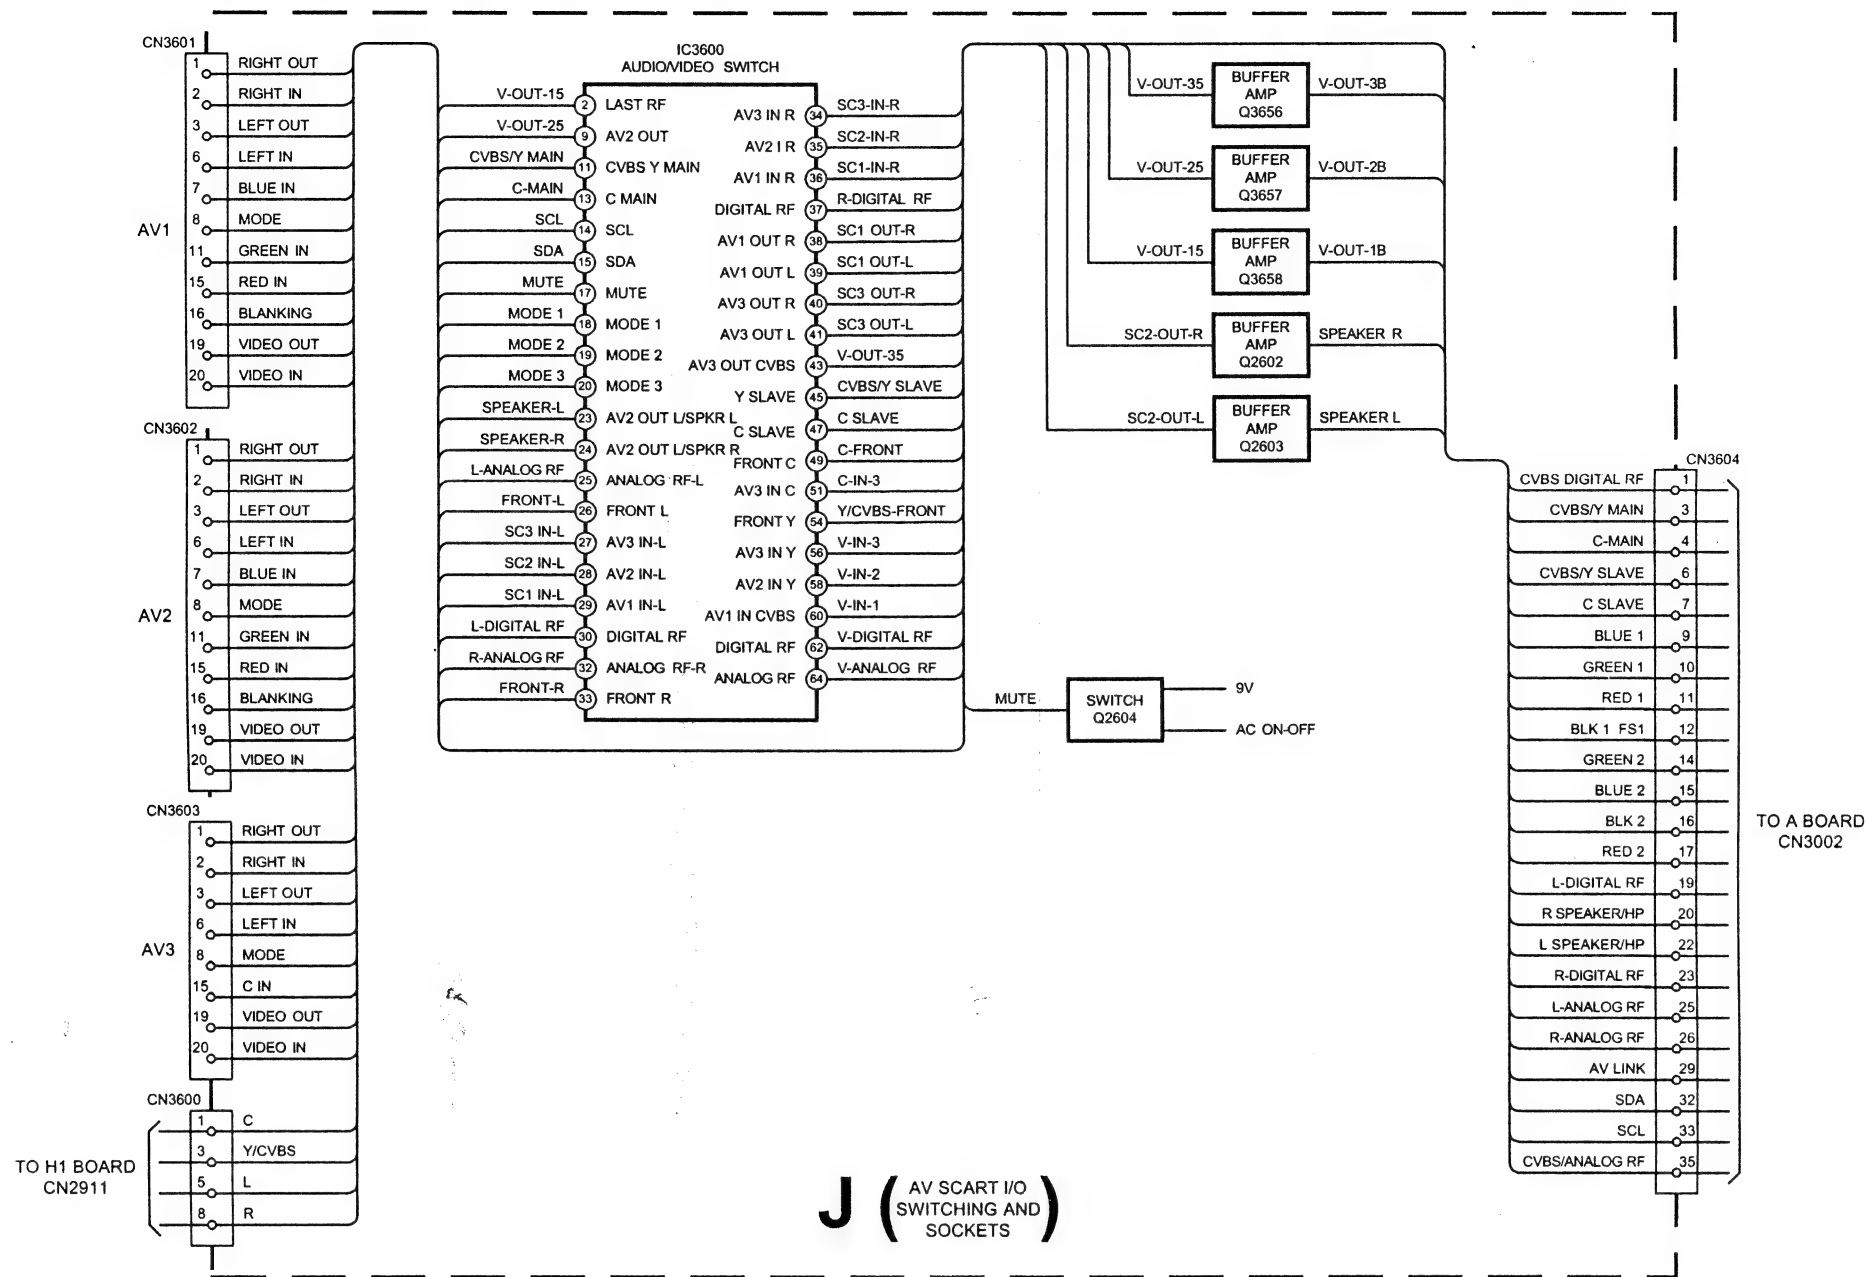 CN3601
AV1
1 RIGHT OUT
2 RIGHT IN
3 LEFT OUT
6 LEFT IN
7 BLUE IN
8 MODE
11 GREEN IN
15 RED IN
16 BLANKING
19 VIDEO OUT
20 VIDEO IN
CN3602
AV2
1 RIGHT OUT
2 RIGHT IN
3 LEFT OUT
6 LEFT IN
7 BLUE IN
8 MODE
11 GREEN IN
15 RED IN
16 BLANKING
19 VIDEO OUT
20 VIDEO IN
CN3603
AV3
1 RIGHT OUT
2 RIGHT IN
3 LEFT OUT
6 LEFT IN
8 MODE
15 C IN
19 VIDEO OUT
20 VIDEO IN
CN3600
1 C
3 Y/CVBS
5 L
8 R
TO H1 BOARD
CN2911
IC3600
AUDIO/VIDEO SWITCH
V-OUT-15 2 LAST RF
V-OUT-25 9 AV2 OUT
CVBS/Y MAIN 11 CVBS Y MAIN
C-MAIN 13 C MAIN
SCL 14 SCL
SDA 15 SDA
MUTE 17 MUTE
MODE 1 18 MODE 1
MODE 2 19 MODE 2
MODE 3 20 MODE 3
SPEAKER-L 23 AV2 OUT L/SPKR L
SPEAKER-R 24 AV2 OUT L/SPKR R
L-ANALOG RF 25 ANALOG RF-L
FRONT-L 26 FRONT L
SC3 IN-L 27 AV3 IN-L
SC2 IN-L 28 AV2 IN-L
SC1 IN-L 29 AV1 IN-L
L-DIGITAL RF 30 DIGITAL RF
R-ANALOG RF 32 ANALOG RF-R
FRONT-R 33 FRONT R
AV3 IN R 34 SC3-IN-R
AV2 I R 35 SC2-IN-R
AV1 IN R 36 SC1-IN-R
DIGITAL RF 37 R-DIGITAL RF
AV1 OUT R 38 SC1 OUT-R
AV1 OUT L 39 SC1 OUT-L
AV3 OUT R 40 SC3 OUT-R
AV3 OUT L 41 SC3 OUT-L
AV3 OUT CVBS 43 V-OUT-35
Y SLAVE 45 CVBS/Y SLAVE
C SLAVE 47 C SLAVE
FRONT C 49 C-FRONT
AV3 IN C 51 C-IN-3
FRONT Y 54 Y/CVBS-FRONT
AV3 IN Y 56 V-IN-3
AV2 IN Y 58 V-IN-2
AV1 IN CVBS 60 V-IN-1
DIGITAL RF 62 V-DIGITAL RF
ANALOG RF 64 V-ANALOG RF
V-OUT-35
BUFFER
AMP
Q3656
V-OUT-3B
V-OUT-25
BUFFER
AMP
Q3657
V-OUT-2B
V-OUT-15
BUFFER
AMP
Q3658
V-OUT-1B
SC2-OUT-R
BUFFER
AMP
Q2602
SPEAKER R
SC2-OUT-L
BUFFER
AMP
Q2603
SPEAKER L
MUTE
SWITCH
Q2604
9V
AC ON-OFF
CN3604
CVBS DIGITAL RF 1
CVBS/Y MAIN 3
C-MAIN 4
CVBS/Y SLAVE 6
C SLAVE 7
BLUE 1 9
GREEN 1 10
RED 1 11
BLK 1 FS1 12
GREEN 2 14
BLUE 2 15
BLK 2 16
RED 2 17
L-DIGITAL RF 19
R SPEAKER/HP 20
L SPEAKER/HP 22
R-DIGITAL RF 23
L-ANALOG RF 25
R-ANALOG RF 26
AV LINK 29
SDA 32
SCL 33
CVBS/ANALOG RF 35
TO A BOARD
CN3002
J
(AV SCART I/O
SWITCHING AND
SOCKETS)